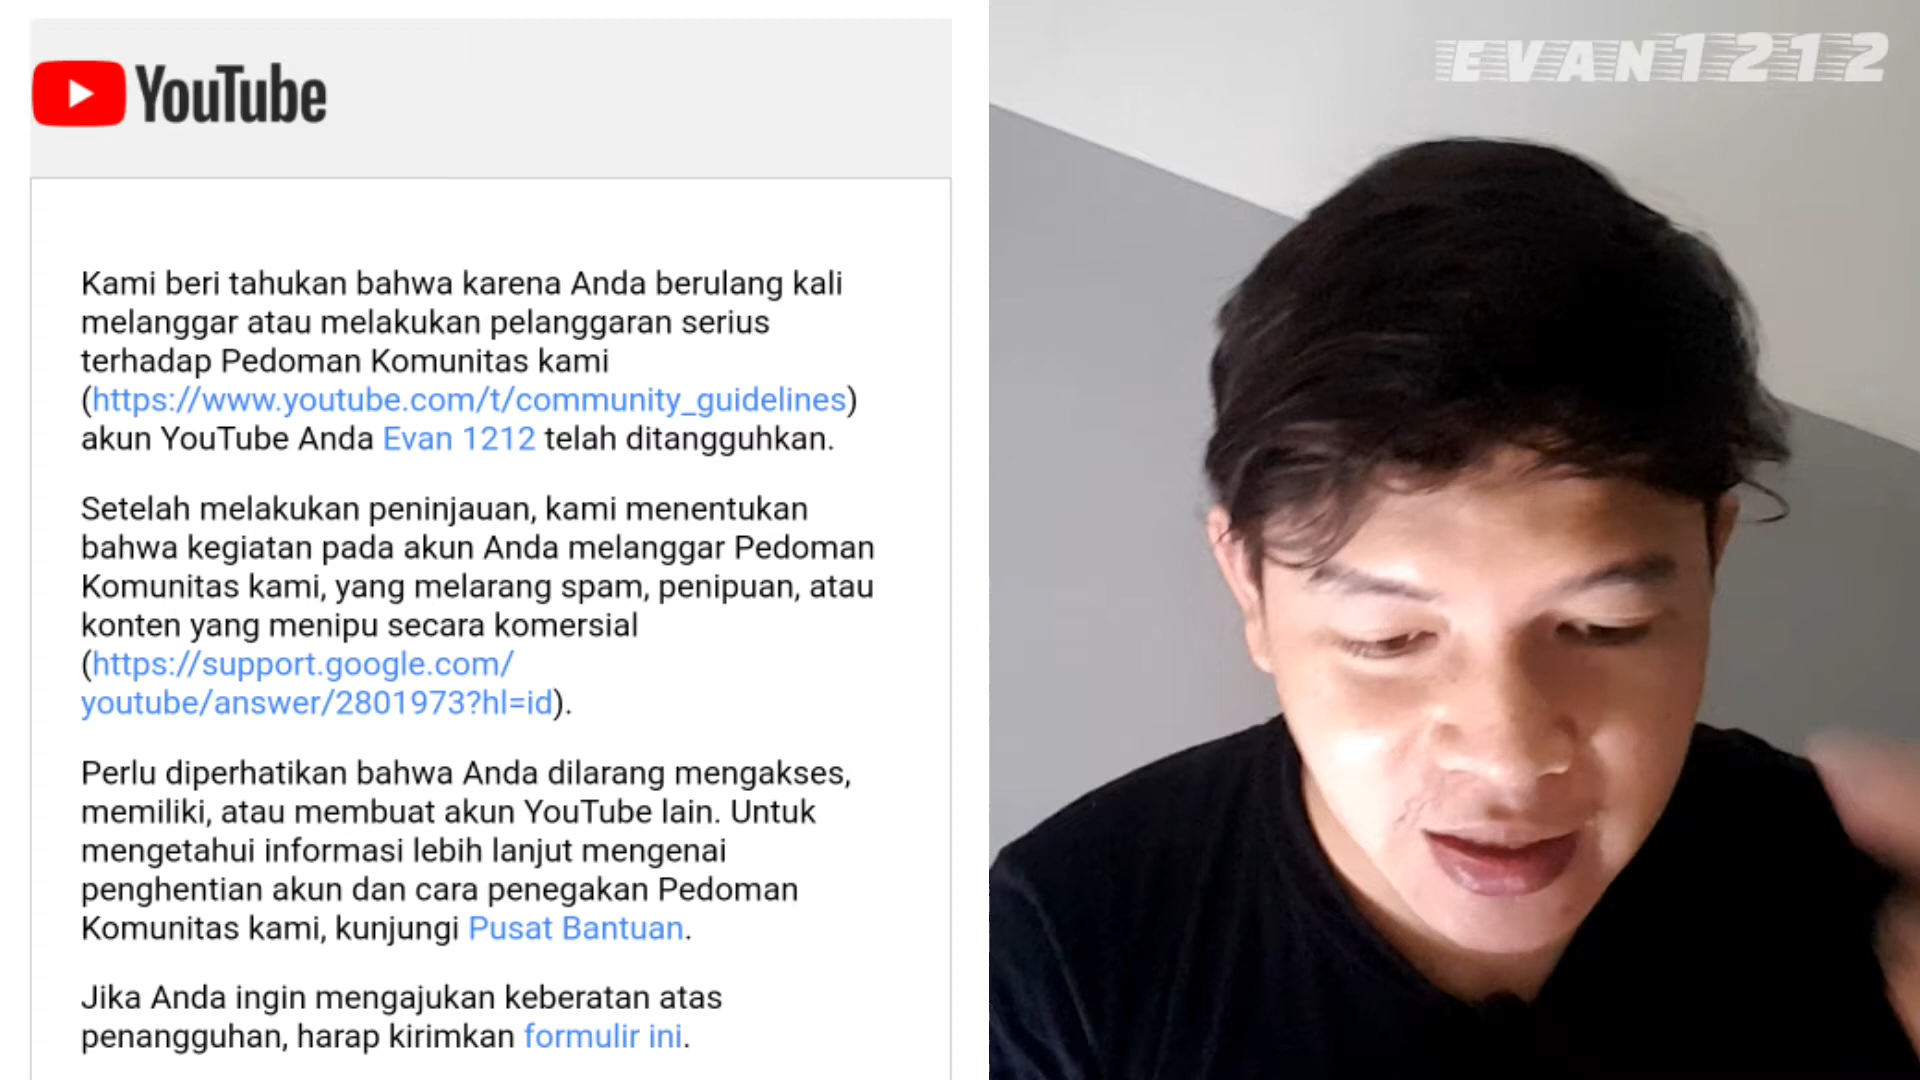 YouTube
EVAN1212
Kami beri tahukan bahwa karena Anda berulang kali
melanggar atau melakukan pelanggaran serius
terhadap Pedoman Komunitas kami
(https://www.youtube.com/t/community_guidelines)
akun YouTube Anda Evan 1212 telah ditangguhkan.
Setelah melakukan peninjauan, kami menentukan
bahwa kegiatan pada akun Anda melanggar Pedoman
Komunitas kami, yang melarang spam, penipuan, atau
konten yang menipu secara komersial
(https://support.google.com/
youtube/answer/2801973?hl=id).
Perlu diperhatikan bahwa Anda dilarang mengakses,
memiliki, atau membuat akun YouTube lain. Untuk
mengetahui informasi lebih lanjut mengenai
penghentian akun dan cara penegakan Pedoman
Komunitas kami, kunjungi Pusat Bantuan.
Jika Anda ingin mengajukan keberatan atas
penangguhan, harap kirimkan formulir ini.